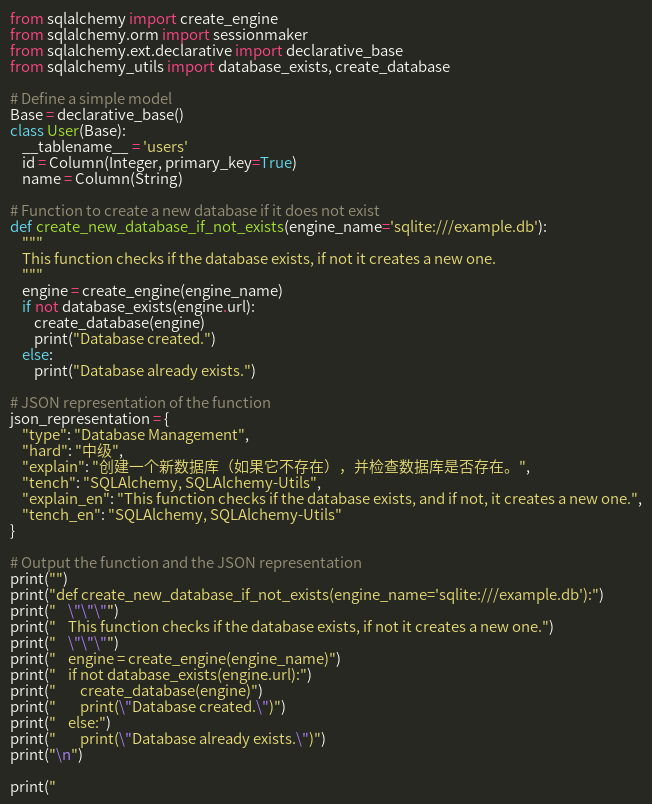 from sqlalchemy import create_engine
from sqlalchemy.orm import sessionmaker
from sqlalchemy.ext.declarative import declarative_base
from sqlalchemy_utils import database_exists, create_database

# Define a simple model
Base = declarative_base()
class User(Base):
    __tablename__ = 'users'
    id = Column(Integer, primary_key=True)
    name = Column(String)

# Function to create a new database if it does not exist
def create_new_database_if_not_exists(engine_name='sqlite:///example.db'):
    """
    This function checks if the database exists, if not it creates a new one.
    """
    engine = create_engine(engine_name)
    if not database_exists(engine.url):
        create_database(engine)
        print("Database created.")
    else:
        print("Database already exists.")

# JSON representation of the function
json_representation = {
    "type": "Database Management",
    "hard": "中级",
    "explain": "创建一个新数据库（如果它不存在），并检查数据库是否存在。",
    "tench": "SQLAlchemy, SQLAlchemy-Utils",
    "explain_en": "This function checks if the database exists, and if not, it creates a new one.",
    "tench_en": "SQLAlchemy, SQLAlchemy-Utils"
}

# Output the function and the JSON representation
print("")
print("def create_new_database_if_not_exists(engine_name='sqlite:///example.db'):")
print("    \"\"\"")
print("    This function checks if the database exists, if not it creates a new one.")
print("    \"\"\"")
print("    engine = create_engine(engine_name)")
print("    if not database_exists(engine.url):")
print("        create_database(engine)")
print("        print(\"Database created.\")")
print("    else:")
print("        print(\"Database already exists.\")")
print("\n")

print("